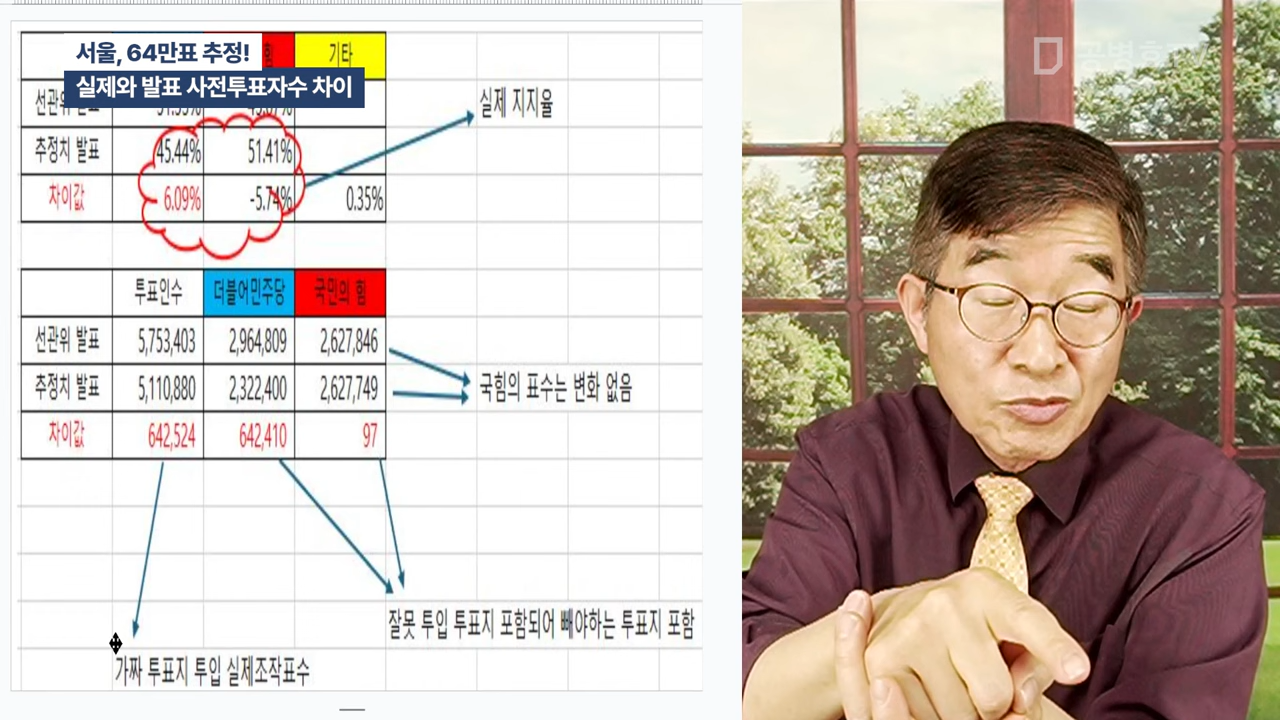 서울, 64만표 추정!
실제와 발표 사전투표자수 차이
힘 기타
선관위 발표
추정치 발표 45.44% 51.41%
차이값 6.09% -5.74% 0.35%
실제 지지율
투표인수 더불어민주당 국민의 힘
선관위 발표 5,753,403 2,964,809 2,627,846
추정치 발표 5,110,880 2,322,400 2,627,749
차이값 642,524 642,410 97
국힘의 표수는 변화 없음
잘못 투입 투표지 포함되어 빼야하는 투표지 포함
가짜 투표지 투입 실제조작표수